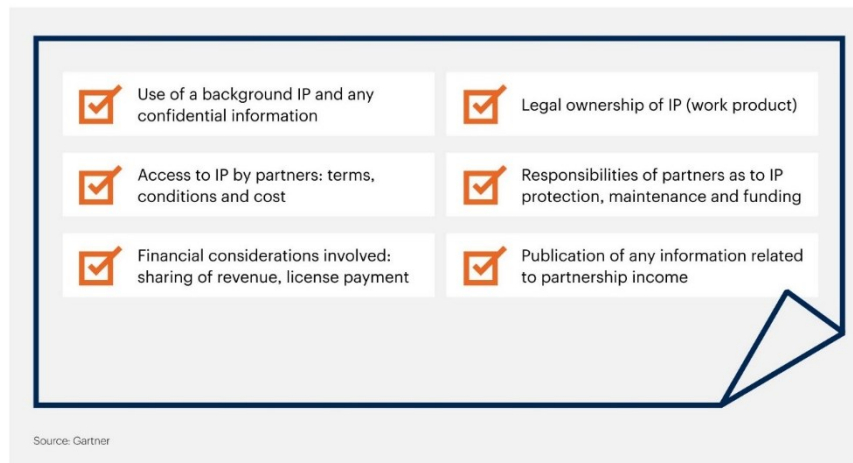 Use of a background IP and any
confidential information
Legal ownership of IP (work product)
Access to IP by partners: terms,
conditions and cost
Responsibilities of partners as to IP
protection, maintenance and funding
Financial considerations involved:
sharing of revenue, license payment
Publication of any information related
to partnership income
Source: Gartner